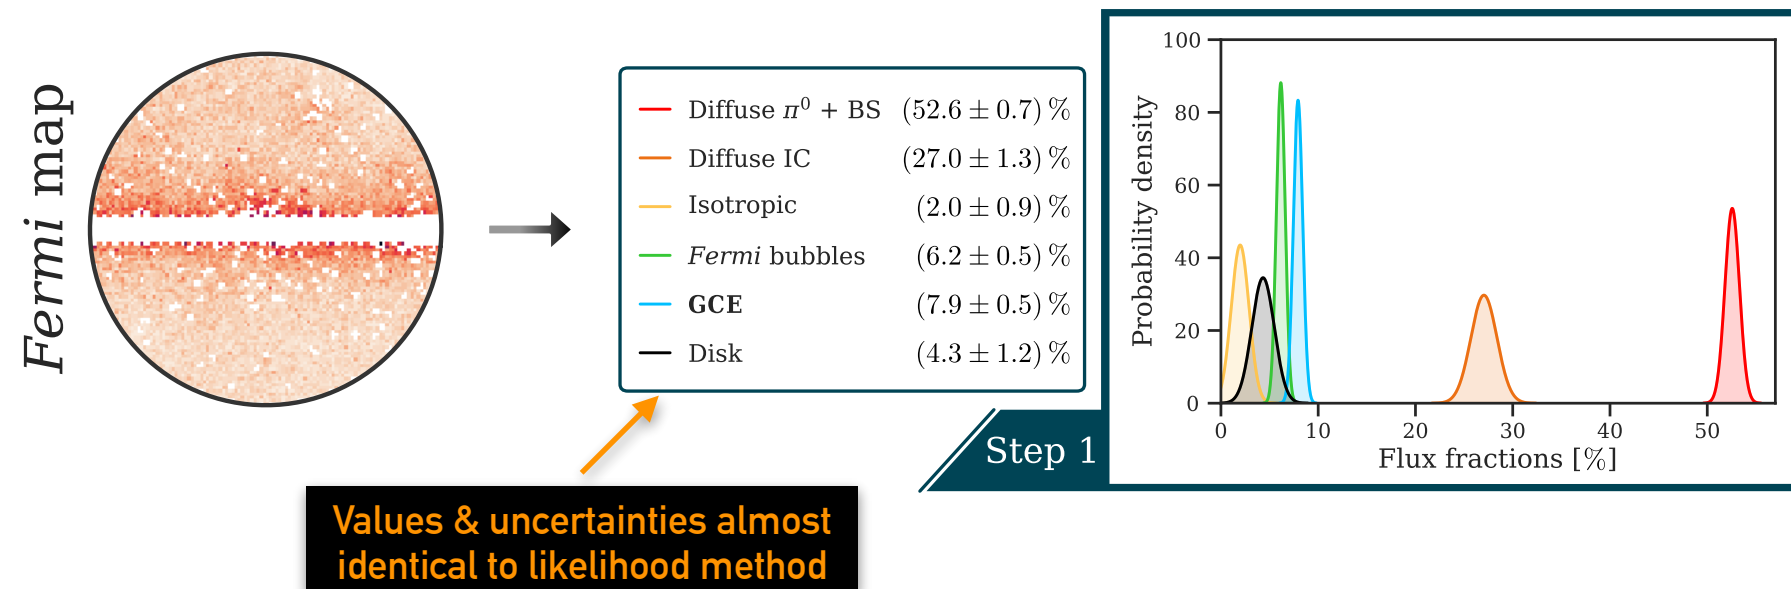 Fermi map
Diffuse π⁰ + BS (52.6 ± 0.7) %
Diffuse IC (27.0 ± 1.3) %
Isotropic (2.0 ± 0.9) %
Fermi bubbles (6.2 ± 0.5) %
GCE (7.9 ± 0.5) %
Disk (4.3 ± 1.2) %
Values & uncertainties almost
identical to likelihood method
Step 1
Probability density
100
80
60
40
20
0
0 10 20 30 40 50
Flux fractions [%]